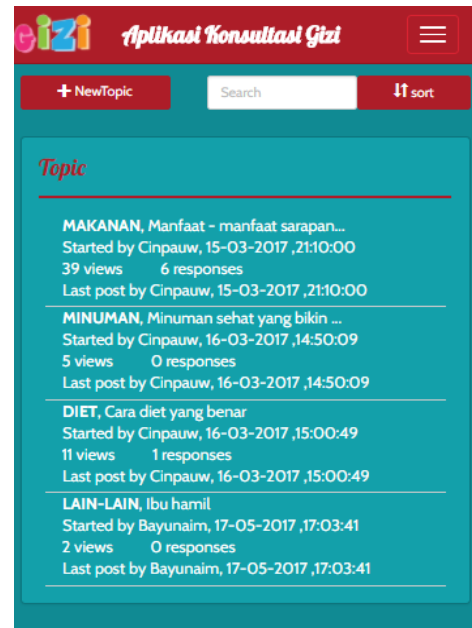 Gizi Aplikasi Konsultasi Gizi
+ NewTopic Search sort
Topic
MAKANAN, Manfaat - manfaat sarapan...
Started by Cinpauw, 15-03-2017 ,21:10:00
39 views 6 responses
Last post by Cinpauw, 15-03-2017 ,21:10:00
MINUMAN, Minuman sehat yang bikin ...
Started by Cinpauw, 16-03-2017 ,14:50:09
5 views 0 responses
Last post by Cinpauw, 16-03-2017 ,14:50:09
DIET, Cara diet yang benar
Started by Cinpauw, 16-03-2017 ,15:00:49
11 views 1 responses
Last post by Cinpauw, 16-03-2017 ,15:00:49
LAIN-LAIN, Ibu hamil
Started by Bayunaim, 17-05-2017 ,17:03:41
2 views 0 responses
Last post by Bayunaim, 17-05-2017 ,17:03:41